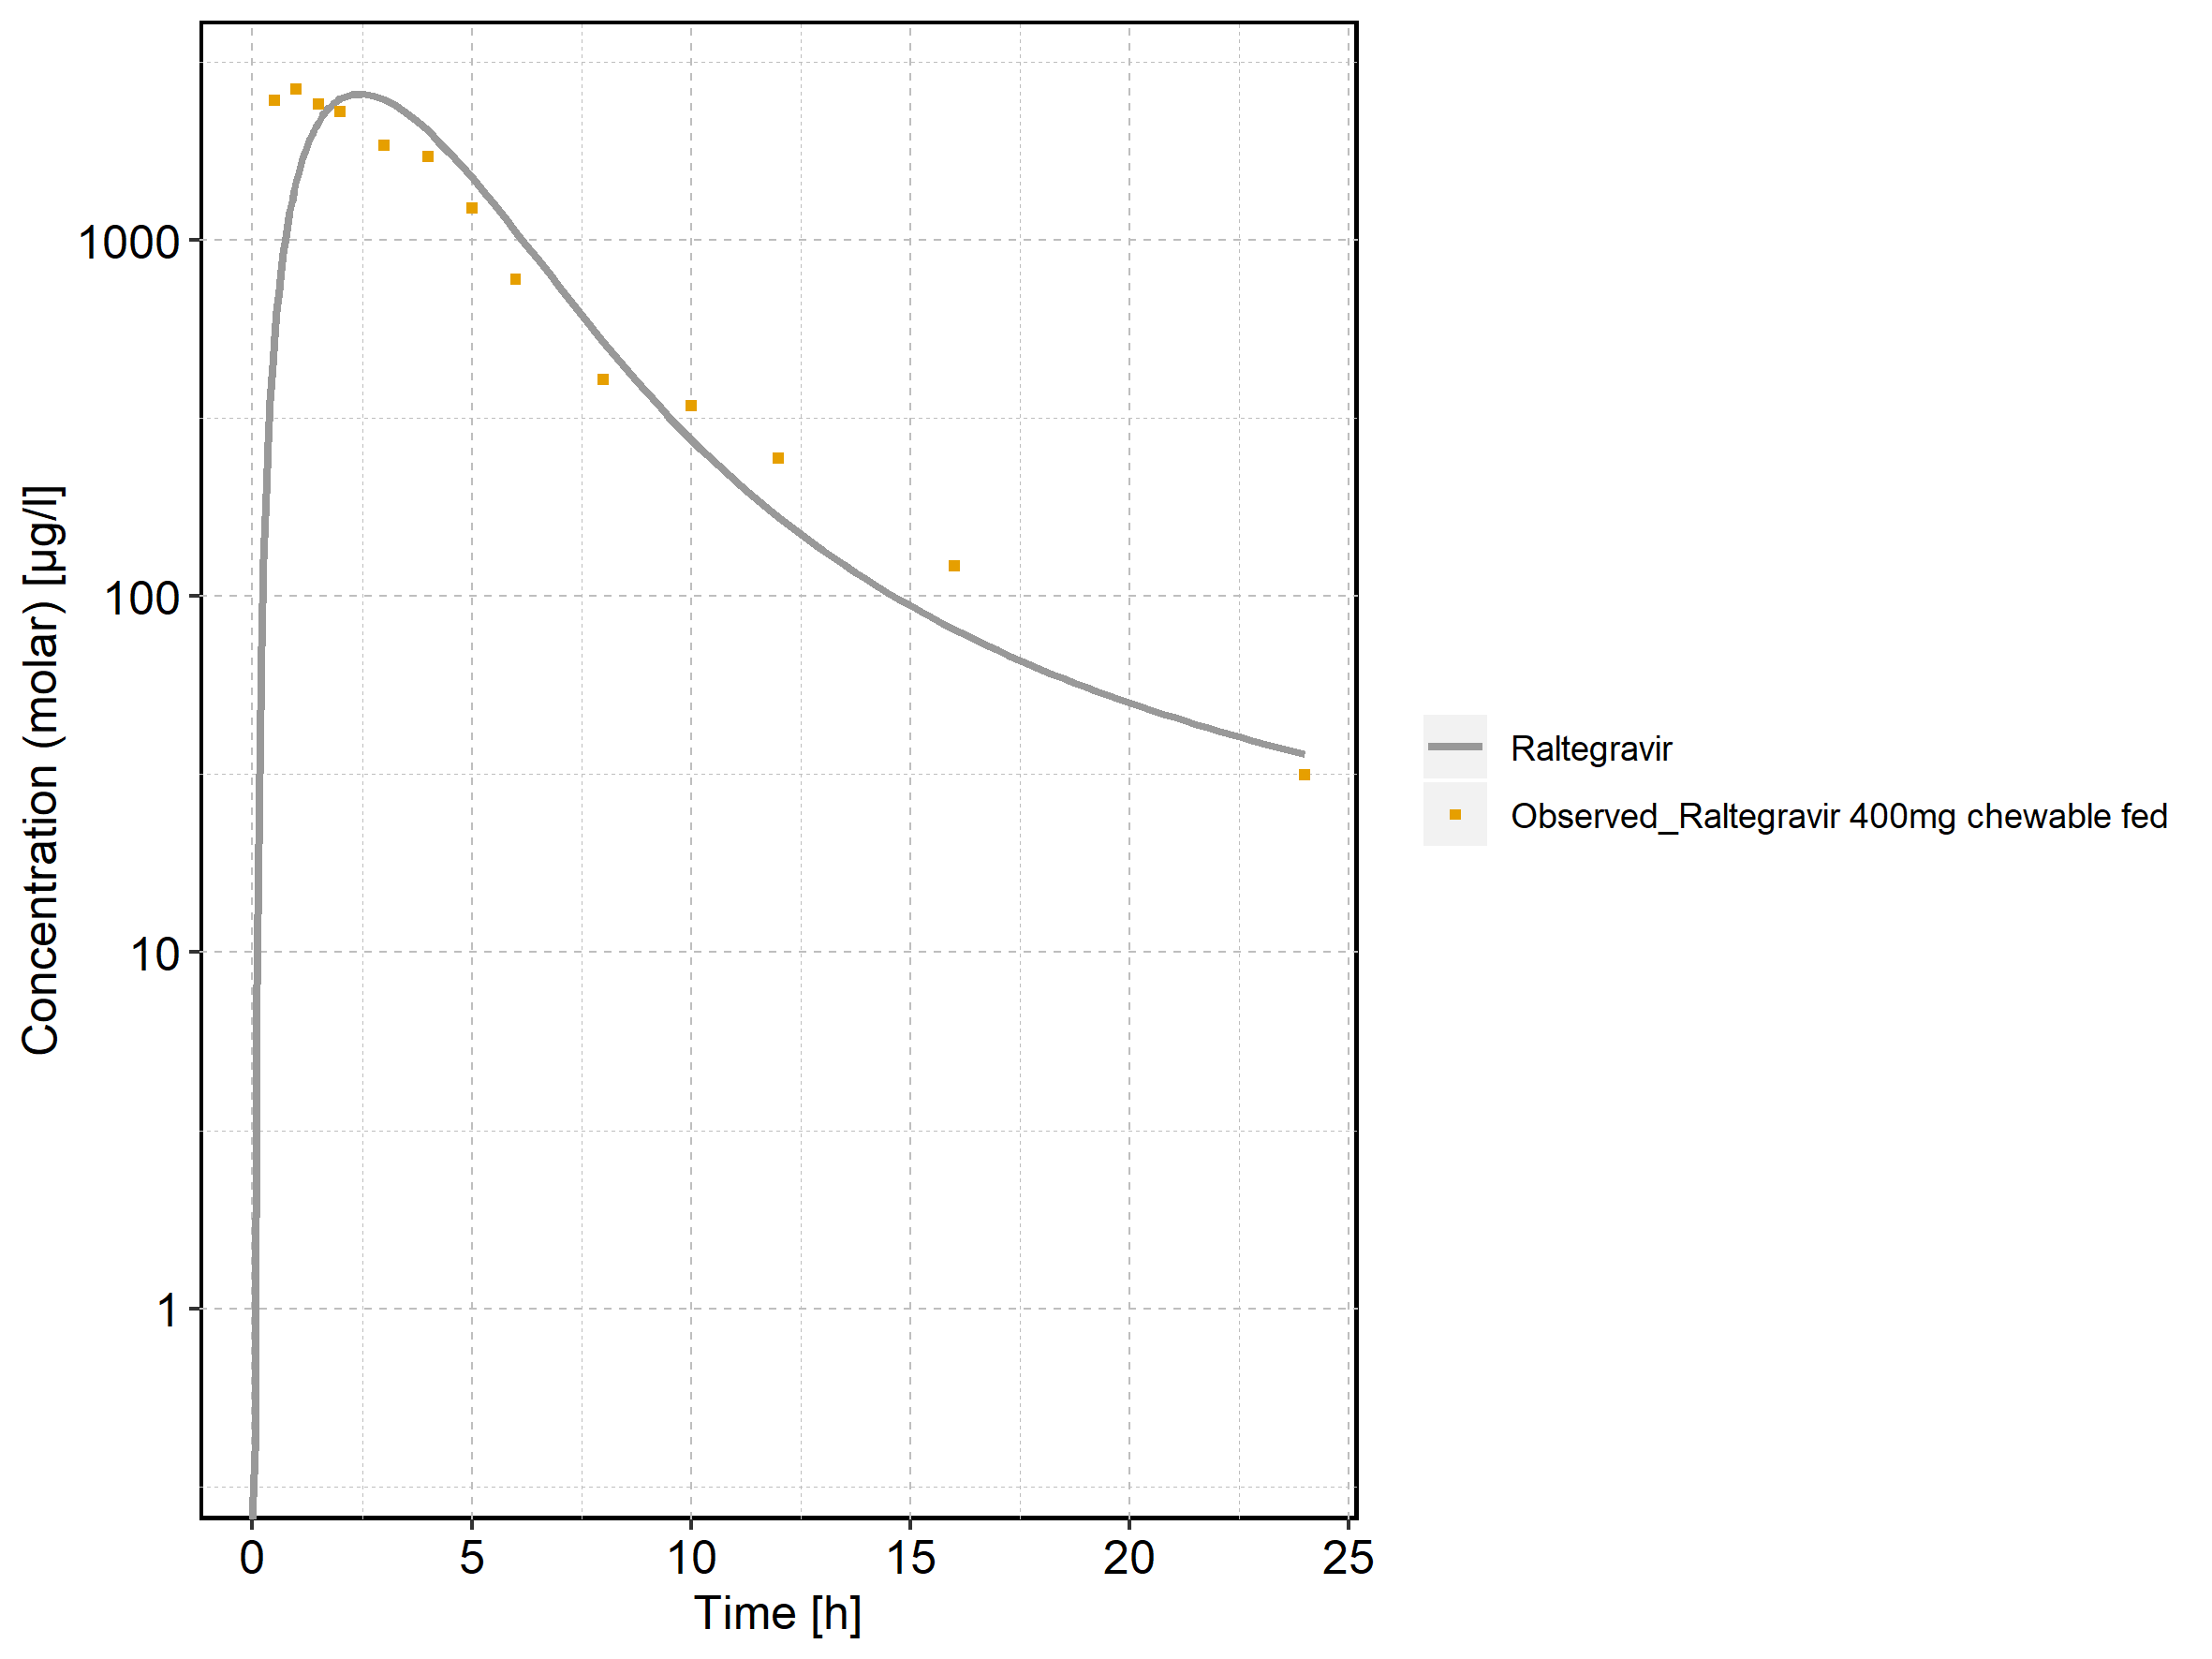 Concentration (molar) [µg/l]
1000
100
10
1
0 5 10 15 20 25
Time [h]
Raltegravir
Observed_Raltegravir 400mg chewable fed